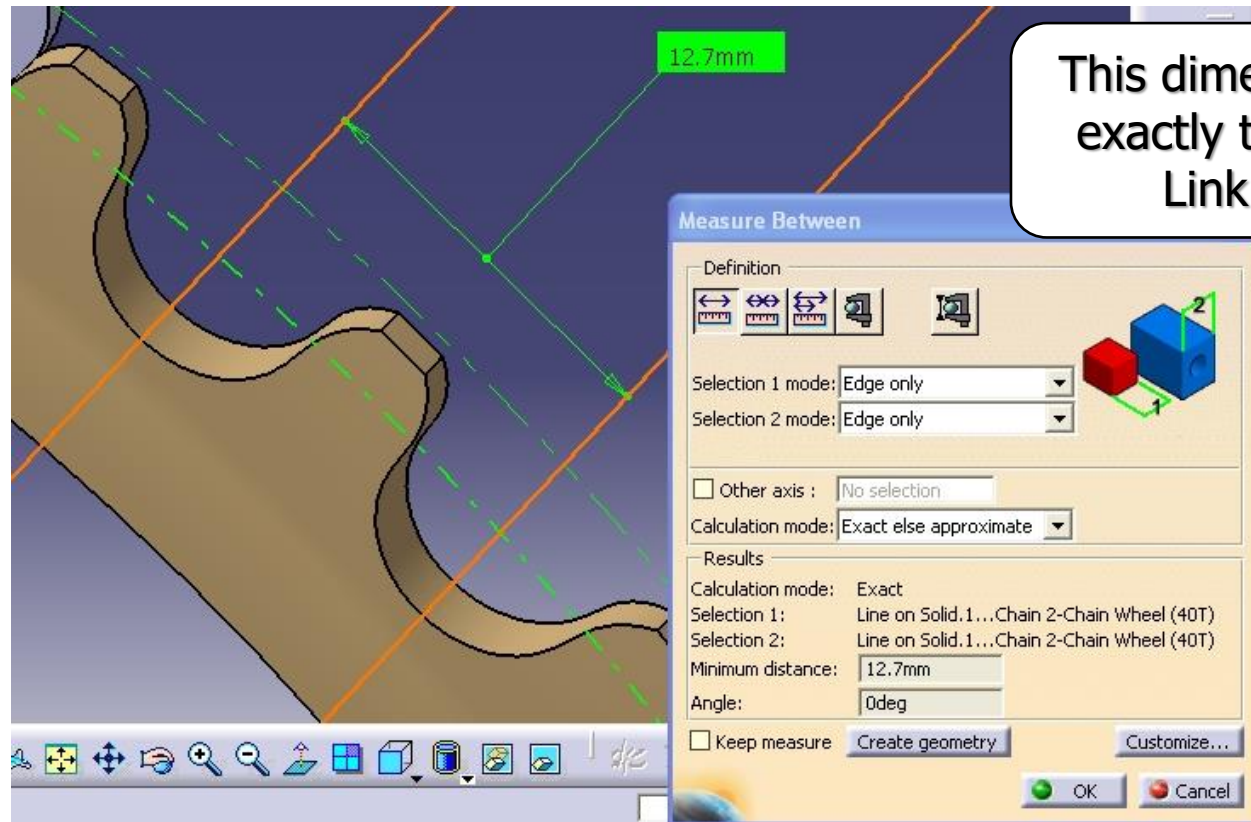 12.7mm
This dime
exactly t
Link
Measure Between
Definition
2
1
Selection 1 mode: Edge only
Selection 2 mode: Edge only
Other axis : No selection
Calculation mode: Exact else approximate
Results
Calculation mode: Exact
Selection 1: Line on Solid.1...Chain 2-Chain Wheel (40T)
Selection 2: Line on Solid.1...Chain 2-Chain Wheel (40T)
Minimum distance: 12.7mm
Angle: 0deg
Keep measure Create geometry Customize...
OK Cancel